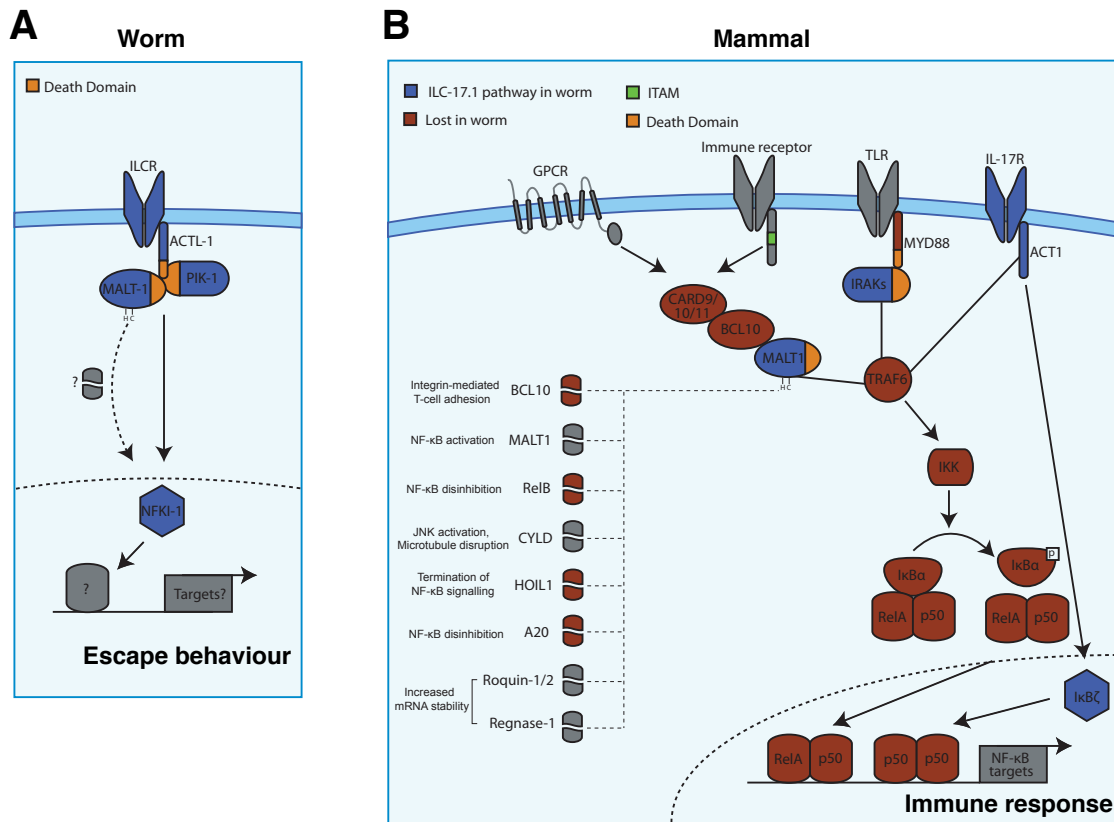 A
Worm
Death Domain
ILCR
ACTL-1
MALT-1
PIK-1
HC
?
NFKI-1
?
Targets?
Escape behaviour
B
Mammal
ILC-17.1 pathway in worm
ITAM
Lost in worm
Death Domain
GPCR
Immune receptor
TLR
IL-17R
MYD88
ACT1
IRAKs
CARD9/
10/11
BCL10
MALT1
HC
TRAF6
Integrin-mediated
T-cell adhesion
BCL10
NF-κB activation
MALT1
NF-κB disinhibition
RelB
JNK activation,
Microtubule disruption
CYLD
Termination of
NF-κB signalling
HOIL1
NF-κB disinhibition
A20
Increased
mRNA stability
Roquin-1/2
Regnase-1
IKK
IκBα
RelA
p50
IκBα
P
RelA
p50
IκBζ
RelA
p50
p50
p50
NF-κB
targets
Immune response